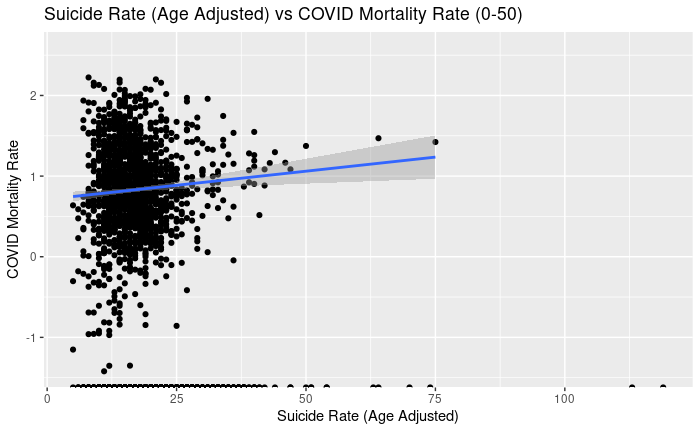 Suicide Rate (Age Adjusted) vs COVID Mortality Rate (0-50)
COVID Mortality Rate
2
1
0
-1
0 25 50 75 100
Suicide Rate (Age Adjusted)